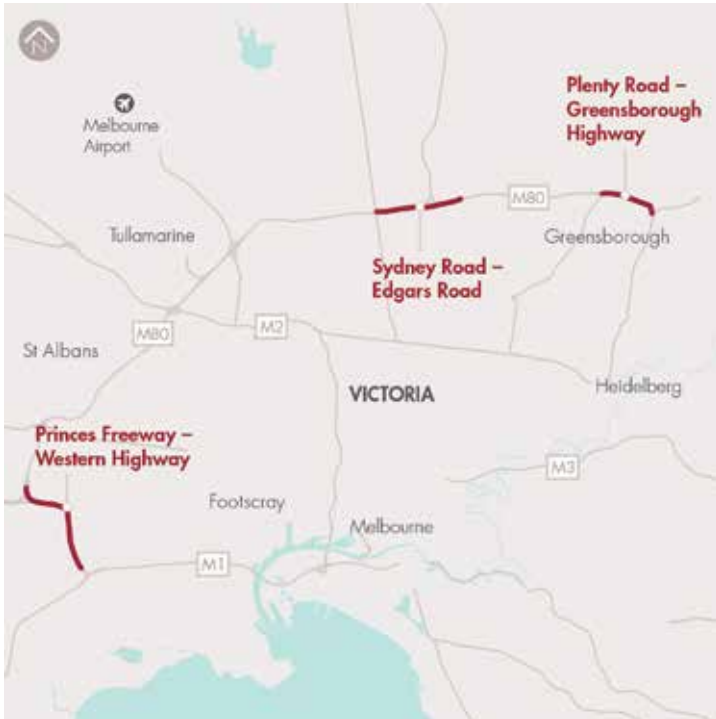 N
Melbourne
Airport
Plenty Road –
Greensborough
Highway
M80
Tullamarine
Greensborough
Sydney Road –
Edgars Road
M80
M2
St Albans
VICTORIA
Heidelberg
Princes Freeway –
Western Highway
M3
Footscray
Melbourne
M1